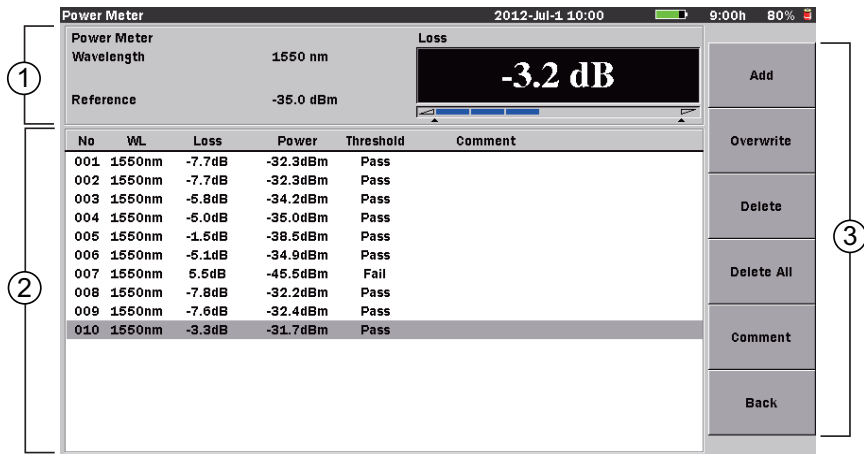 Power Meter 2012-Jul-1 10:00 9:00h 80%
Power Meter Loss
Wavelength 1550 nm
-3.2 dB
Reference -35.0 dBm
No WL Loss Power Threshold Comment
001 1550nm -7.7dB -32.3dBm Pass
002 1550nm -7.7dB -32.3dBm Pass
003 1550nm -5.8dB -34.2dBm Pass
004 1550nm -5.0dB -35.0dBm Pass
005 1550nm -1.5dB -38.5dBm Pass
006 1550nm -5.1dB -34.9dBm Pass
007 1550nm 5.5dB -45.5dBm Fail
008 1550nm -7.8dB -32.2dBm Pass
009 1550nm -7.6dB -32.4dBm Pass
010 1550nm -3.3dB -31.7dBm Pass
Add
Overwrite
Delete
Delete All
Comment
Back
1
2
3